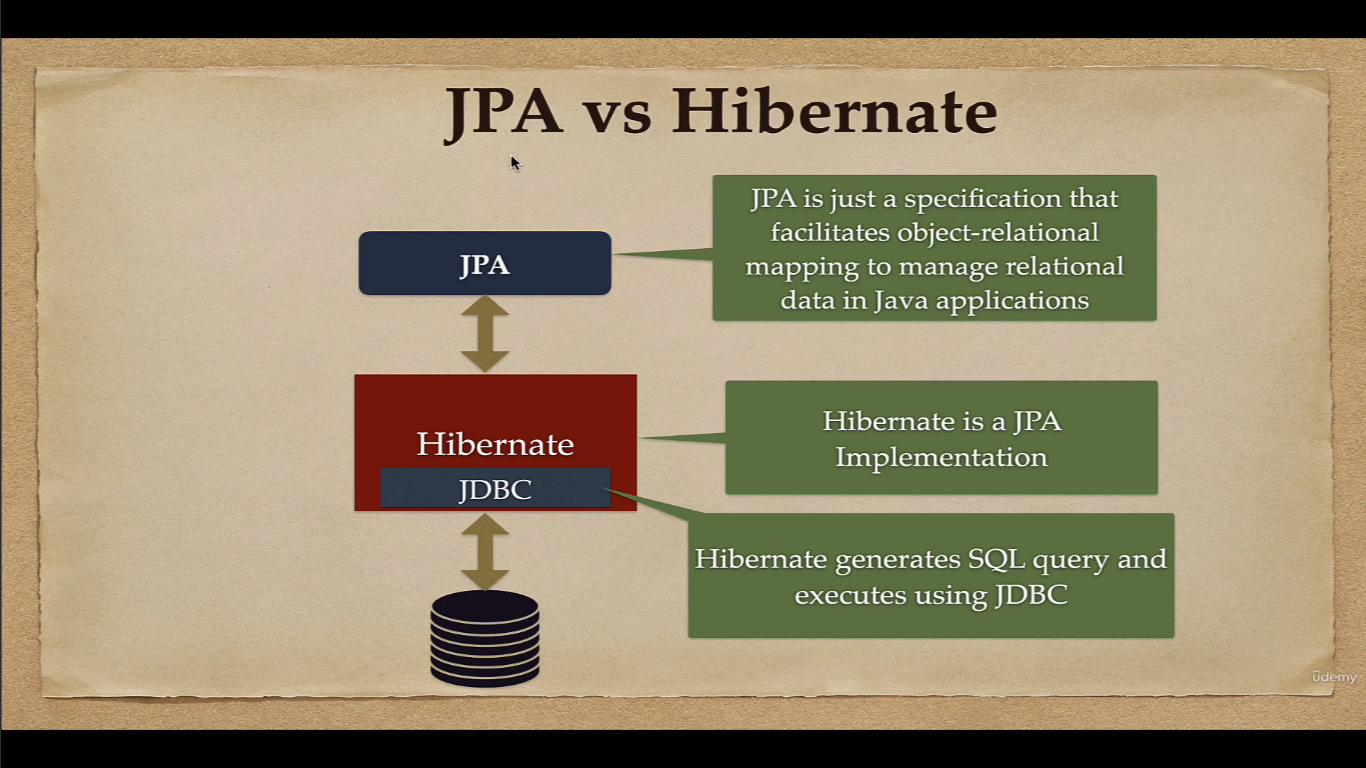 JPA vs Hibernate
JPA
JPA is just a specification that
facilitates object-relational
mapping to manage relational
data in Java applications
Hibernate
JDBC
Hibernate is a JPA
Implementation
Hibernate generates SQL query and
executes using JDBC
ûdemy